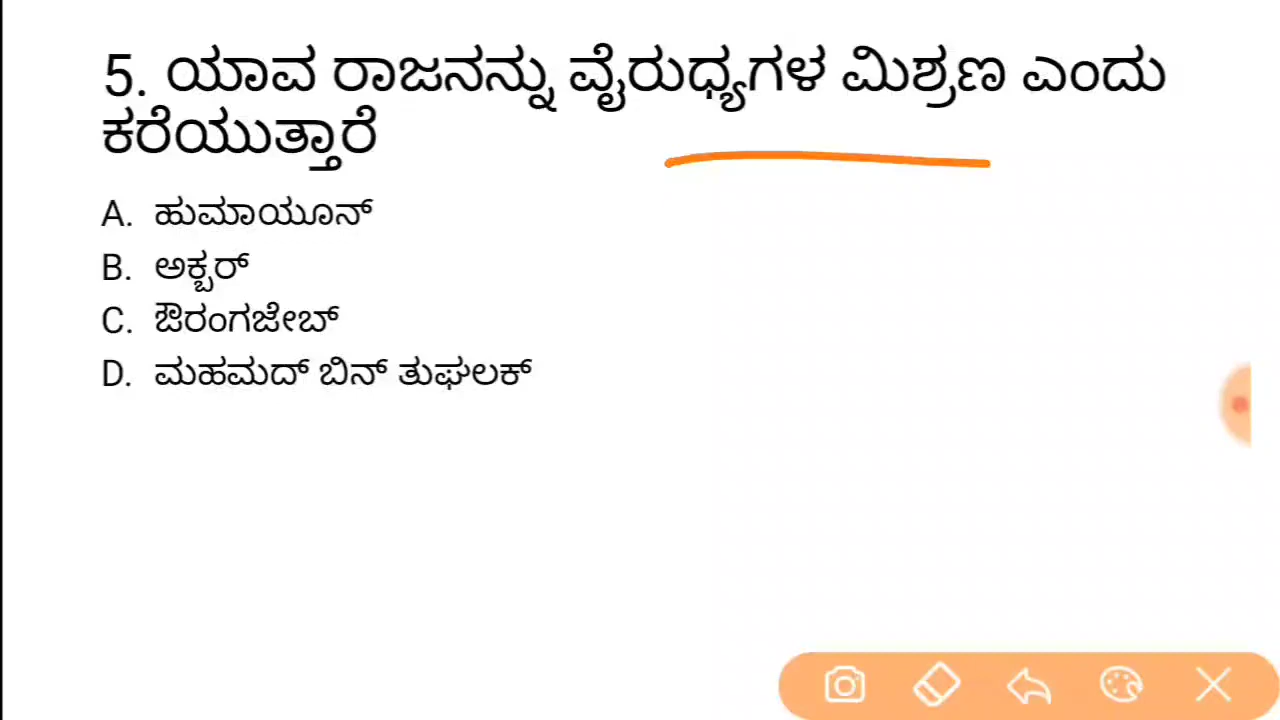 5. ಯಾವ ರಾಜನನ್ನು ವೈರುಧ್ಯಗಳ ಮಿಶ್ರಣ ಎಂದು
ಕರೆಯುತ್ತಾರೆ
A. ಹುಮಾಯೂನ್
B. ಅಕ್ಬರ್
C. ಔರಂಗಜೇಬ್
D. ಮಹಮದ್ ಬಿನ್ ತುಘಲಕ್